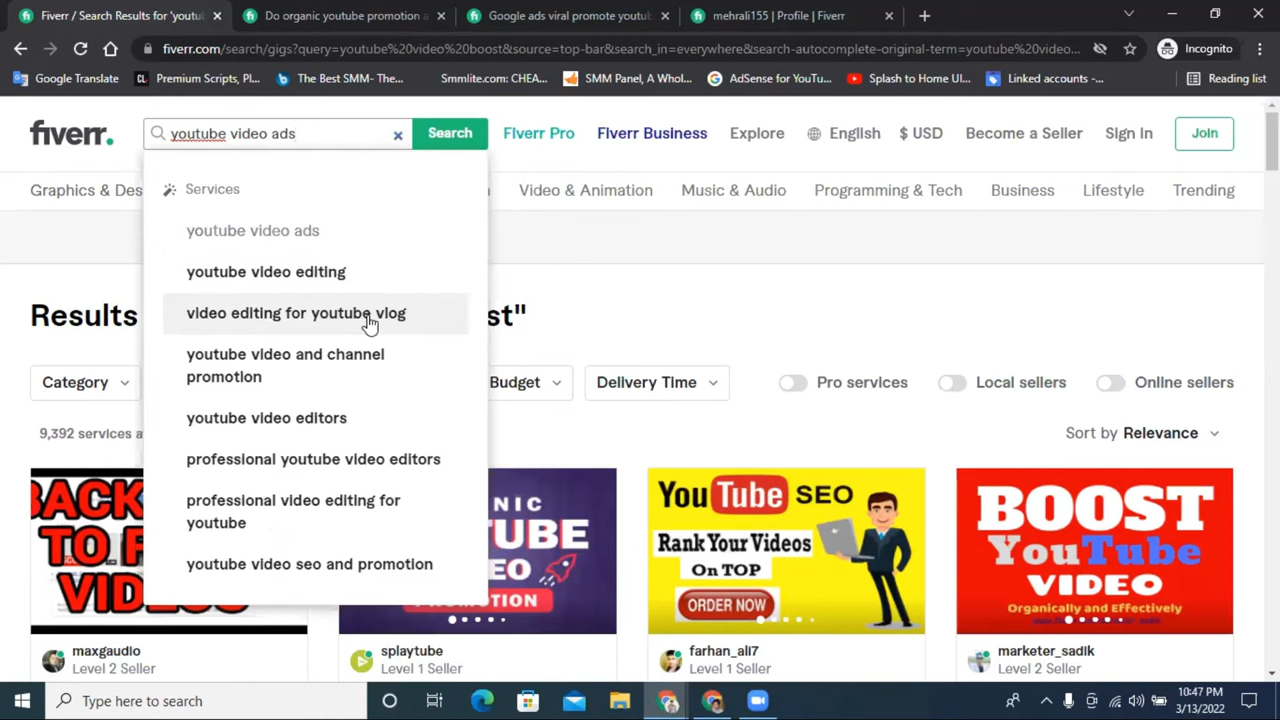 Fiverr / Search Results for 'yout
Do organic youtube promotion a
Google ads viral promote youtub
mehrali155 | Profile | Fiverr
fiverr.com/search/gigs?query=youtube%20video%20boost&source=top-bar&search_in=everywhere&search-autocomplete-original-term=youtube%20video...
Incognito
Google Translate
Premium Scripts, Pl...
The Best SMM- The...
Smmlite.com: CHEA...
SMM Panel, A Whol...
AdSense for YouTu...
Splash to Home UI...
Linked accounts -...
Reading list
fiverr.
youtube video ads
Search
Fiverr Pro
Fiverr Business
Explore
English
$ USD
Become a Seller
Sign In
Join
Graphics & Des
Video & Animation
Music & Audio
Programming & Tech
Business
Lifestyle
Trending
Services
youtube video ads
youtube video editing
video editing for youtube vlog
youtube video and channel
promotion
youtube video editors
professional youtube video editors
professional video editing for
youtube
youtube video seo and promotion
Results
st"
Category
Budget
Delivery Time
Pro services
Local sellers
Online sellers
9,392 services a
Sort by Relevance
BACK
TO F
VIDEOS
NIC
UBE
EO
PROMOTION
YouTube SEO
Rank Your Videos
On TOP
ORDER NOW
BOOST
YouTube
VIDEO
Organically and Effectively
maxgaudio
Level 2 Seller
splaytube
Level 1 Seller
farhan_ali7
Level 1 Seller
marketer_sadik
Level 2 Seller
Type here to search
10:47 PM
3/13/2022